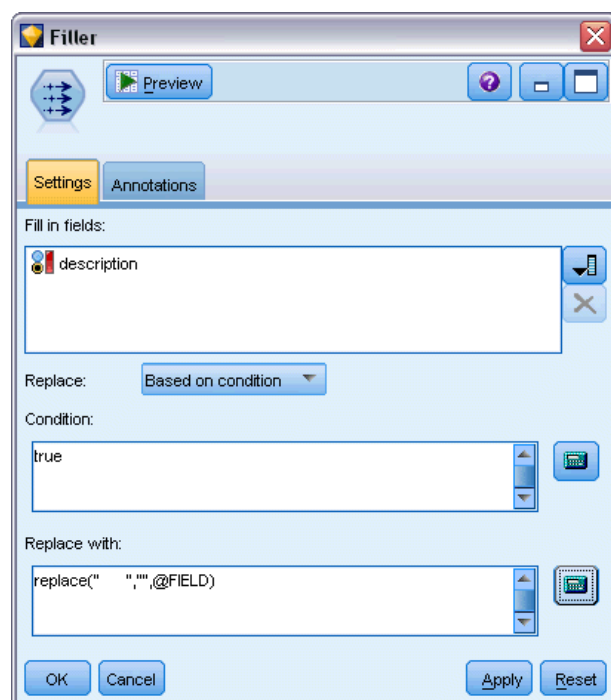 Filler
Preview
Settings Annotations
Fill in fields:
description
Replace: Based on condition
Condition:
true
Replace with:
replace("      ","",@FIELD)
OK Cancel Apply Reset